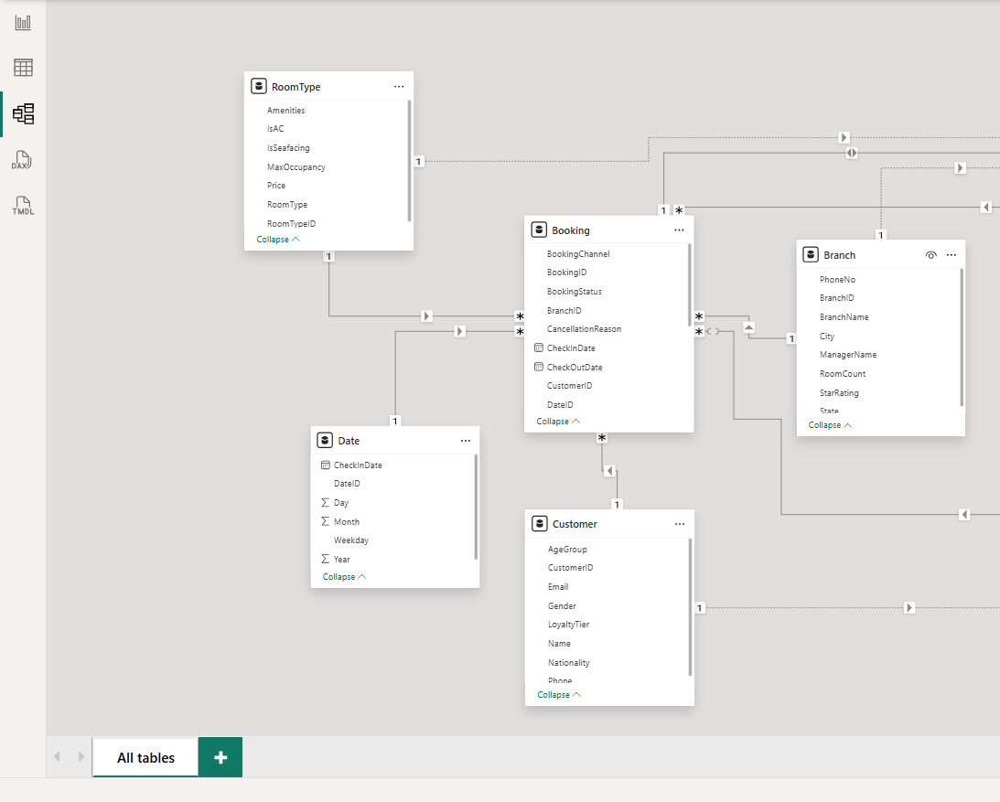 DAX
TMDL
RoomType
Amenities
IsAC
IsSeafacing
MaxOccupancy
Price
RoomType
RoomTypeID
Collapse
1
1
1
*
Booking
BookingChannel
BookingID
BookingStatus
BranchID
CancellationReason
CheckInDate
CheckOutDate
CustomerID
DateID
Collapse
*
*
*
*
*
1
Branch
PhoneNo
BranchID
BranchName
City
ManagerName
RoomCount
StarRating
State
Collapse
1
1
Date
CheckInDate
DateID
Day
Month
Weekday
Year
Collapse
1
Customer
AgeGroup
CustomerID
Email
Gender
LoyaltyTier
Name
Nationality
Phone
Collapse
1
All tables